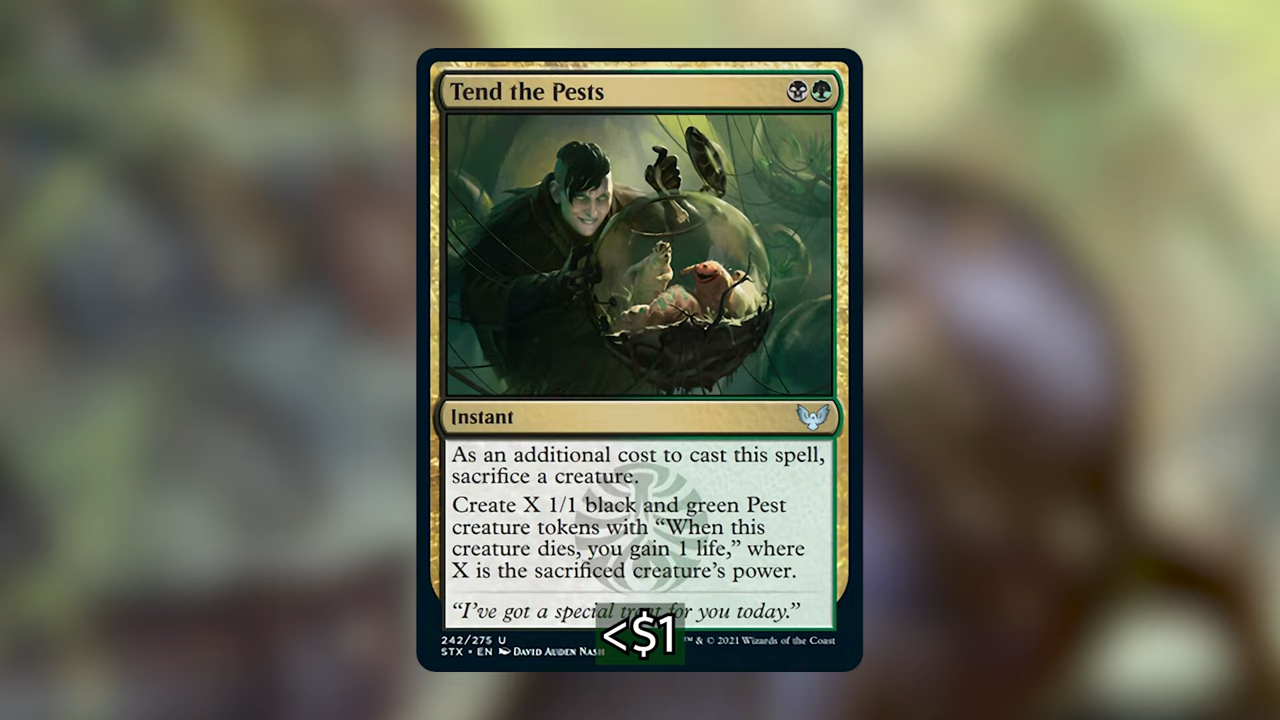 Tend the Pests
Instant
As an additional cost to cast this spell,
sacrifice a creature.
Create X 1/1 black and green Pest
creature tokens with “When this
creature dies, you gain 1 life,” where
X is the sacrificed creature’s power.
“I’ve got a special treat for you today.”
<$1
242/275 U
STX • EN DAVID AUDEN NASH
™ & © 2021 Wizards of the Coast